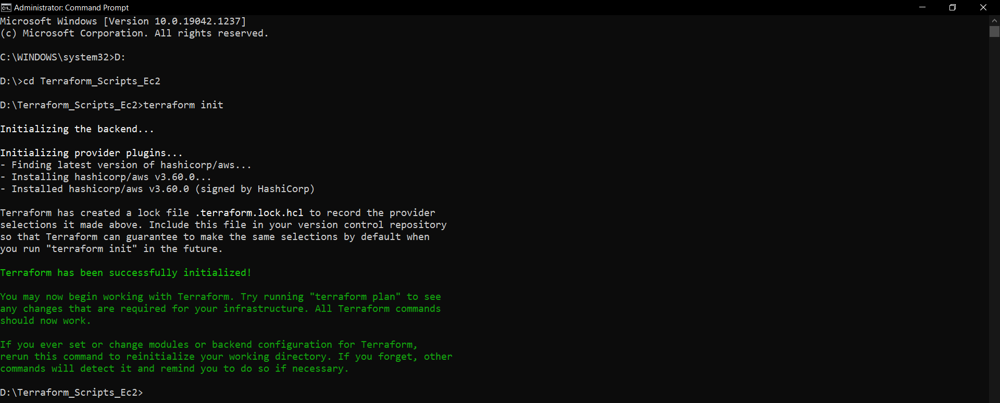 Administrator: Command Prompt
Microsoft Windows [Version 10.0.19042.1237]
(c) Microsoft Corporation. All rights reserved.
C:\WINDOWS\system32>D:
D:\>cd Terraform_Scripts_Ec2
D:\Terraform_Scripts_Ec2>terraform init
Initializing the backend...
Initializing provider plugins...
- Finding latest version of hashicorp/aws...
- Installing hashicorp/aws v3.60.0...
- Installed hashicorp/aws v3.60.0 (signed by HashiCorp)
Terraform has created a lock file .terraform.lock.hcl to record the provider
selections it made above. Include this file in your version control repository
so that Terraform can guarantee to make the same selections by default when
you run "terraform init" in the future.
Terraform has been successfully initialized!
You may now begin working with Terraform. Try running "terraform plan" to see
any changes that are required for your infrastructure. All Terraform commands
should now work.
If you ever set or change modules or backend configuration for Terraform,
rerun this command to reinitialize your working directory. If you forget, other
commands will detect it and remind you to do so if necessary.
D:\Terraform_Scripts_Ec2>